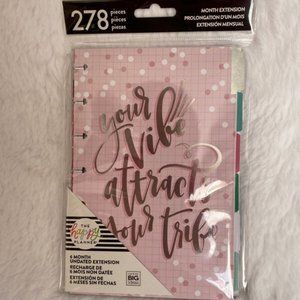 278 pieces
piezas
pièces
MONTH EXTENSION
PROLONGATION D'UN MOIS
EXTENSIÓN MENSUAL
your
vibe
attracts
your tribe
THE
happy
PLANNER
6 MONTH
UNDATED EXTENSION
RECHARGE DE
6 MOIS NON DATÉE
EXTENSIÓN DE
6 MESES SIN FECHAS
BIG